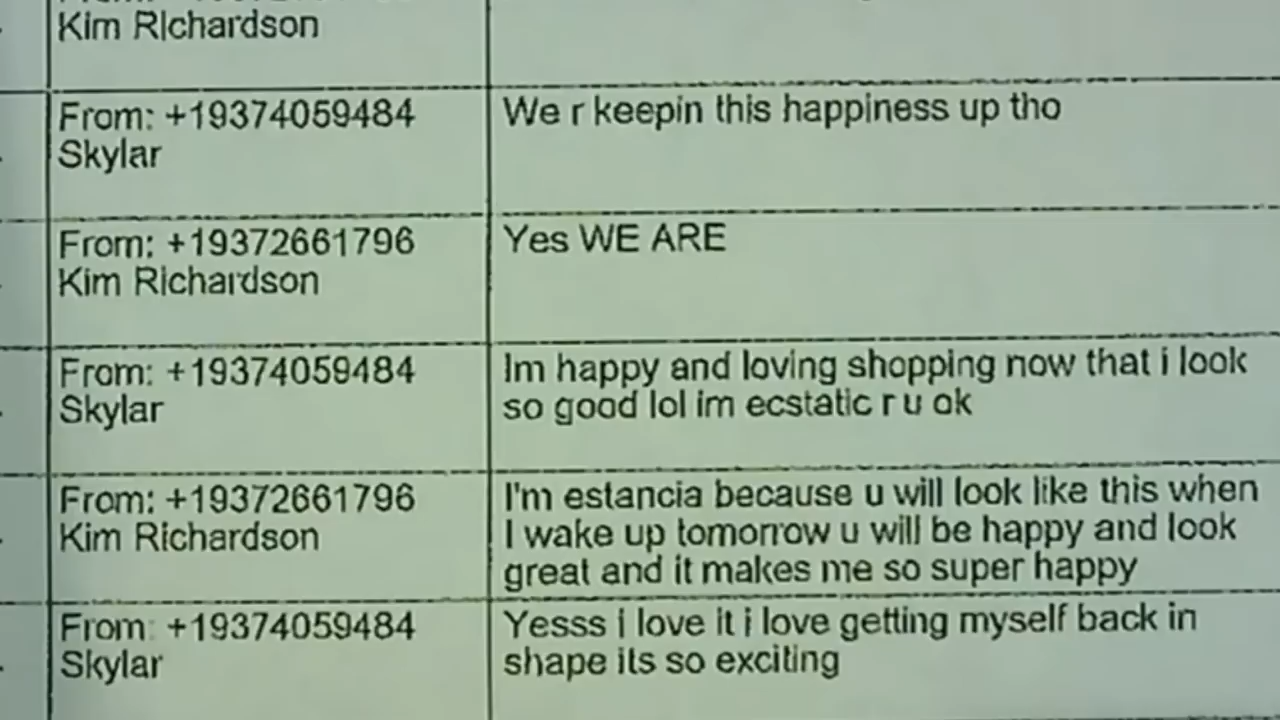 Kim Richardson
From: +19374059484
Skylar
We r keepin this happiness up tho
From: +19372661796
Kim Richardson
Yes WE ARE
From: +19374059484
Skylar
Im happy and loving shopping now that i look
so good lol im ecstatic r u ok
From: +19372661796
Kim Richardson
I'm estancia because u will look like this when
I wake up tomorrow u will be happy and look
great and it makes me so super happy
From: +19374059484
Skylar
Yesss i love it i love getting myself back in
shape its so exciting